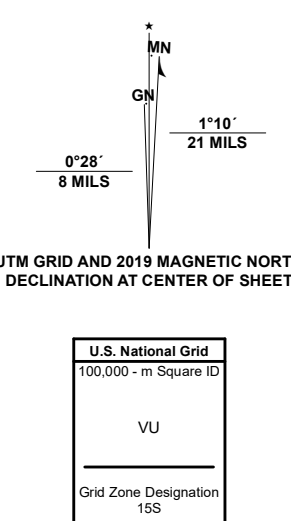 ★
MN
GN
1°10´
21 MILS
0°28´
8 MILS
UTM GRID AND 2019 MAGNETIC NORT
DECLINATION AT CENTER OF SHEET
U.S. National Grid
100,000 - m Square ID
VU
Grid Zone Designation
15S